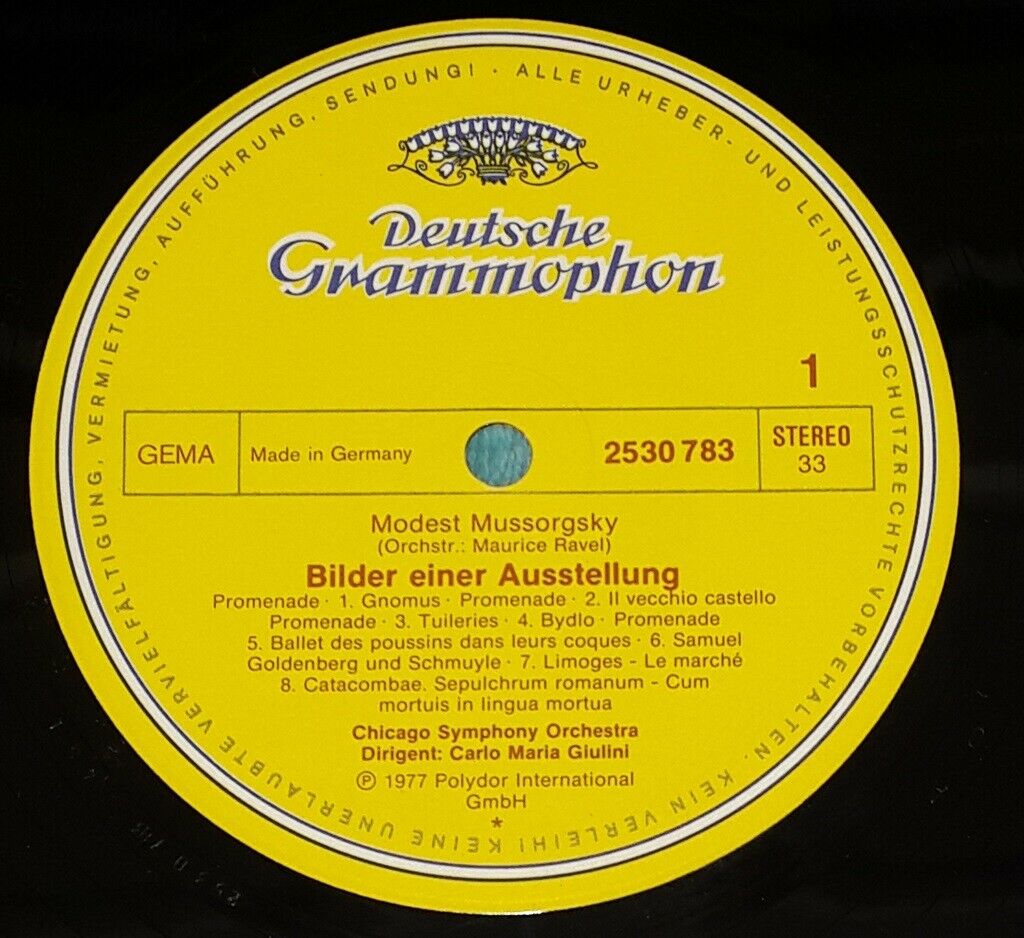 ALLE URHEBER- UND LEISTUNGSSCHUTZRECHTE VORBEHALTEN. KEIN VERLEIH! KEINE UNERLAUBTE VERVIELFÄLTIGUNG, VERMIETUNG, AUFFÜHRUNG, SENDUNG! ·
Deutsche
Grammophon
1
GEMA
Made in Germany
2530 783
STEREO
33
Modest Mussorgsky
(Orchstr.: Maurice Ravel)
Bilder einer Ausstellung
Promenade · 1. Gnomus · Promenade · 2. Il vecchio castello
Promenade · 3. Tuileries · 4. Bydlo · Promenade
5. Ballet des poussins dans leurs coques · 6. Samuel
Goldenberg und Schmuyle · 7. Limoges - Le marché
8. Catacombae. Sepulchrum romanum - Cum
mortuis in lingua mortua
Chicago Symphony Orchestra
Dirigent: Carlo Maria Giulini
℗ 1977 Polydor International
GmbH
*